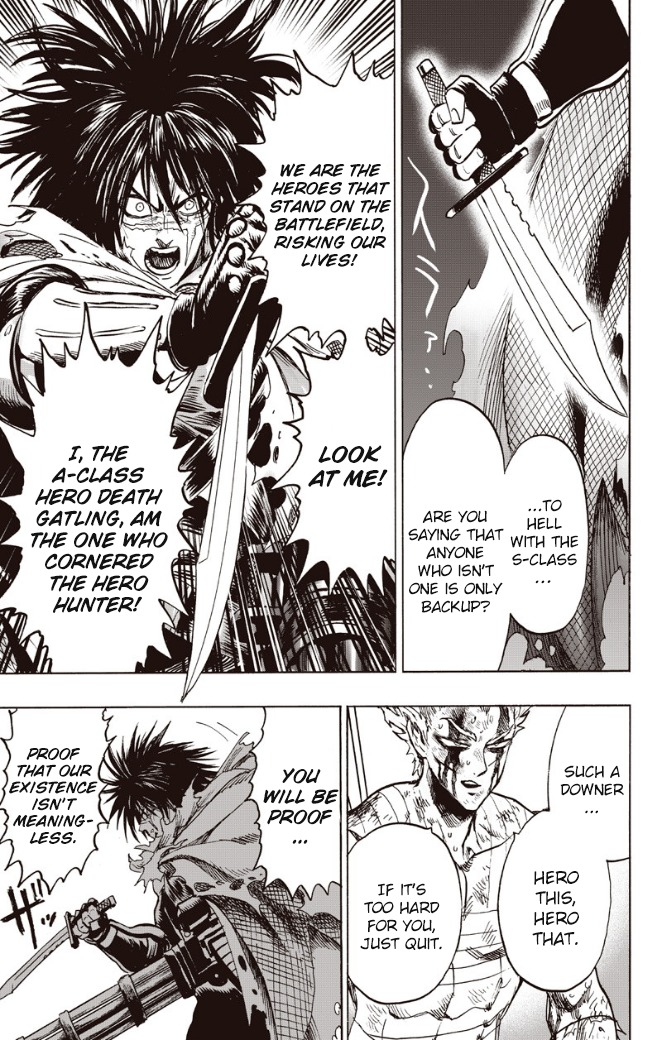 イラァ...
...TO
HELL
WITH THE
S-CLASS
...
ARE YOU
SAYING THAT
ANYONE
WHO ISN'T
ONE IS ONLY
BACKUP?
WE ARE THE
HEROES THAT
STAND ON THE
BATTLEFIELD,
RISKING OUR
LIVES!
LOOK
AT ME!
I, THE
A-CLASS
HERO DEATH
GATLING, AM
THE ONE WHO
CORNERED
THE HERO
HUNTER!
SUCH A
DOWNER
...
HERO
THIS,
HERO
THAT.
IF IT'S
TOO HARD
FOR YOU,
JUST QUIT.
YOU
WILL BE
PROOF
...
PROOF
THAT OUR
EXISTENCE
ISN'T
MEANING-
LESS.